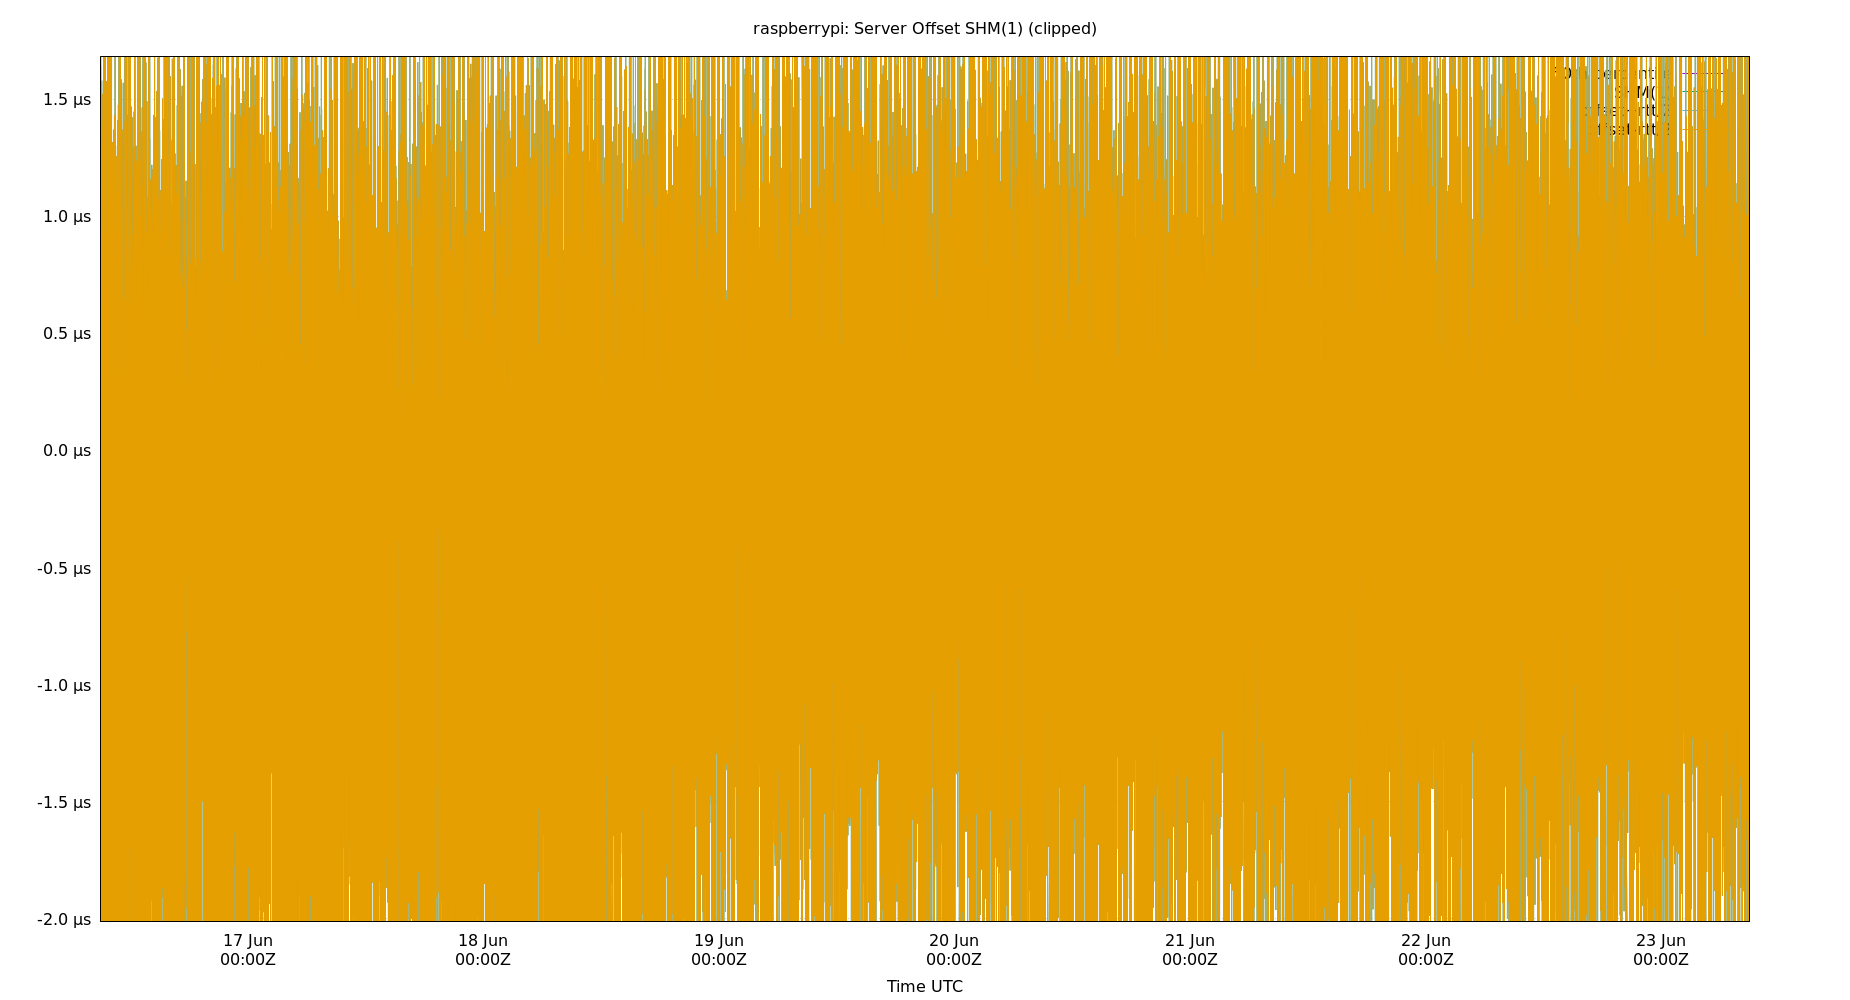 raspberrypi: Server Offset SHM(1) (clipped)
1.5 µs
1.0 µs
0.5 µs
0.0 µs
-0.5 µs
-1.0 µs
-1.5 µs
-2.0 µs
17 Jun 18 Jun 19 Jun 20 Jun 21 Jun 22 Jun 23 Jun
00:00Z 00:00Z 00:00Z 00:00Z 00:00Z 00:00Z 00:00Z
Time UTC